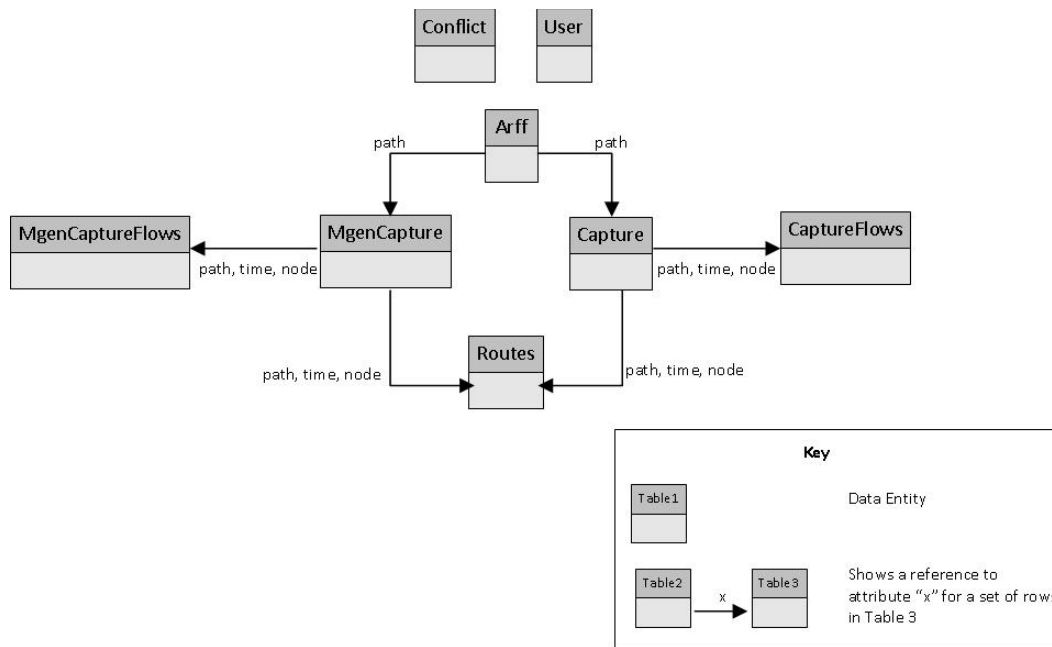 Conflict
User
Arff
path
path
MgenCaptureFlows
MgenCapture
Capture
CaptureFlows
path, time, node
path, time, node
Routes
path, time, node
path, time, node
Key
Table1
Data Entity
Table2
x
Table3
Shows a reference to
attribute “x” for a set of rows
in Table 3